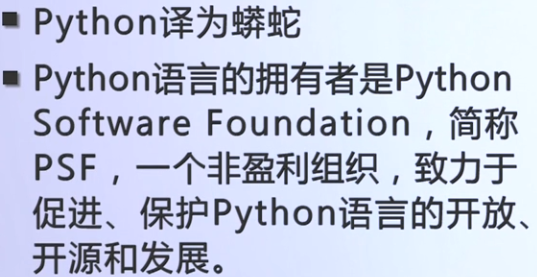 ■ Python译为蟒蛇
■ Python语言的拥有者是Python
Software Foundation，简称
PSF，一个非盈利组织，致力于
促进、保护Python语言的开放、
开源和发展。